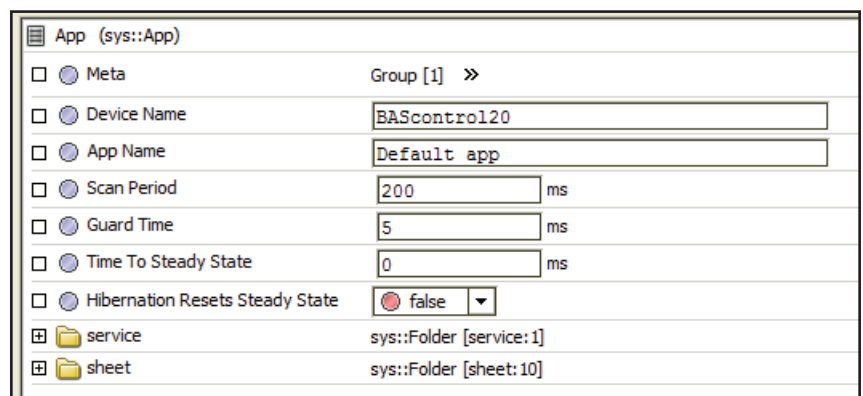 App (sys::App)
Meta Group [1] »
Device Name BAScontrol20
App Name Default app
Scan Period 200 ms
Guard Time 5 ms
Time To Steady State 0 ms
Hibernation Resets Steady State false
service sys::Folder [service:1]
sheet sys::Folder [sheet:10]